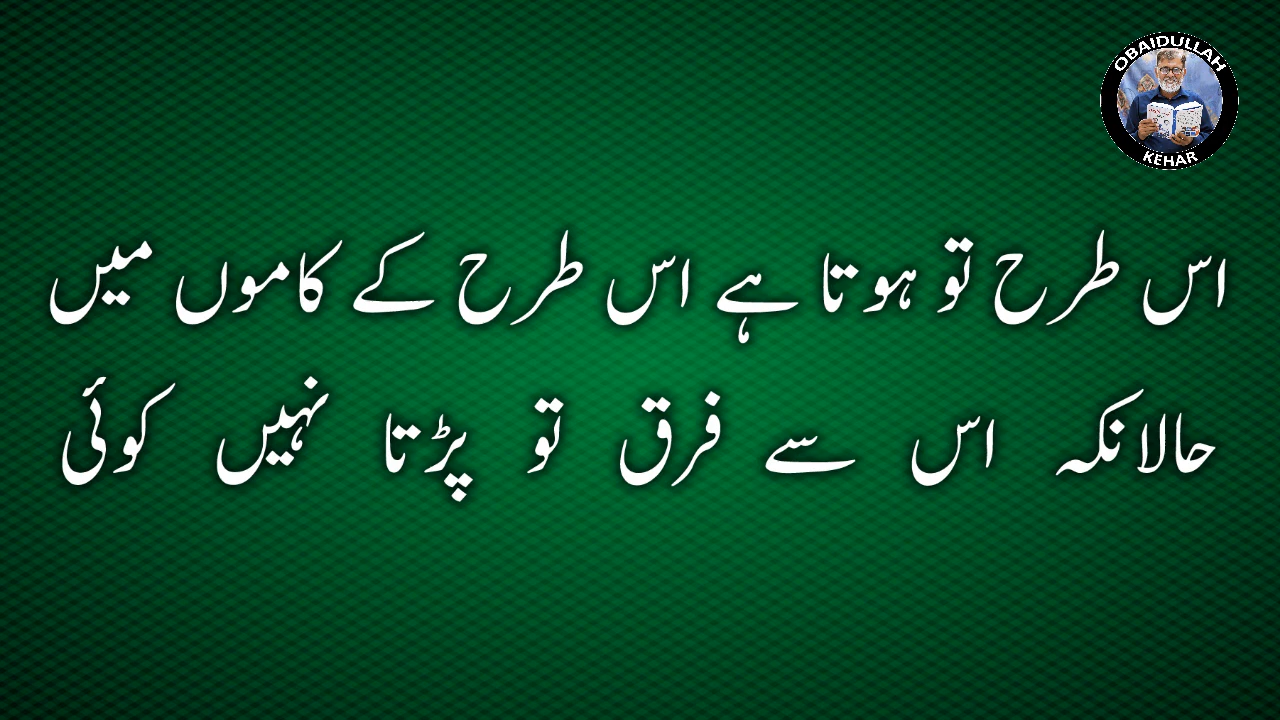 OBAIDULLAH
KEHAR
اس طرح تو ہوتا ہے اس طرح کے کاموں میں
حالانکہ اس سے فرق تو پڑتا نہیں کوئی